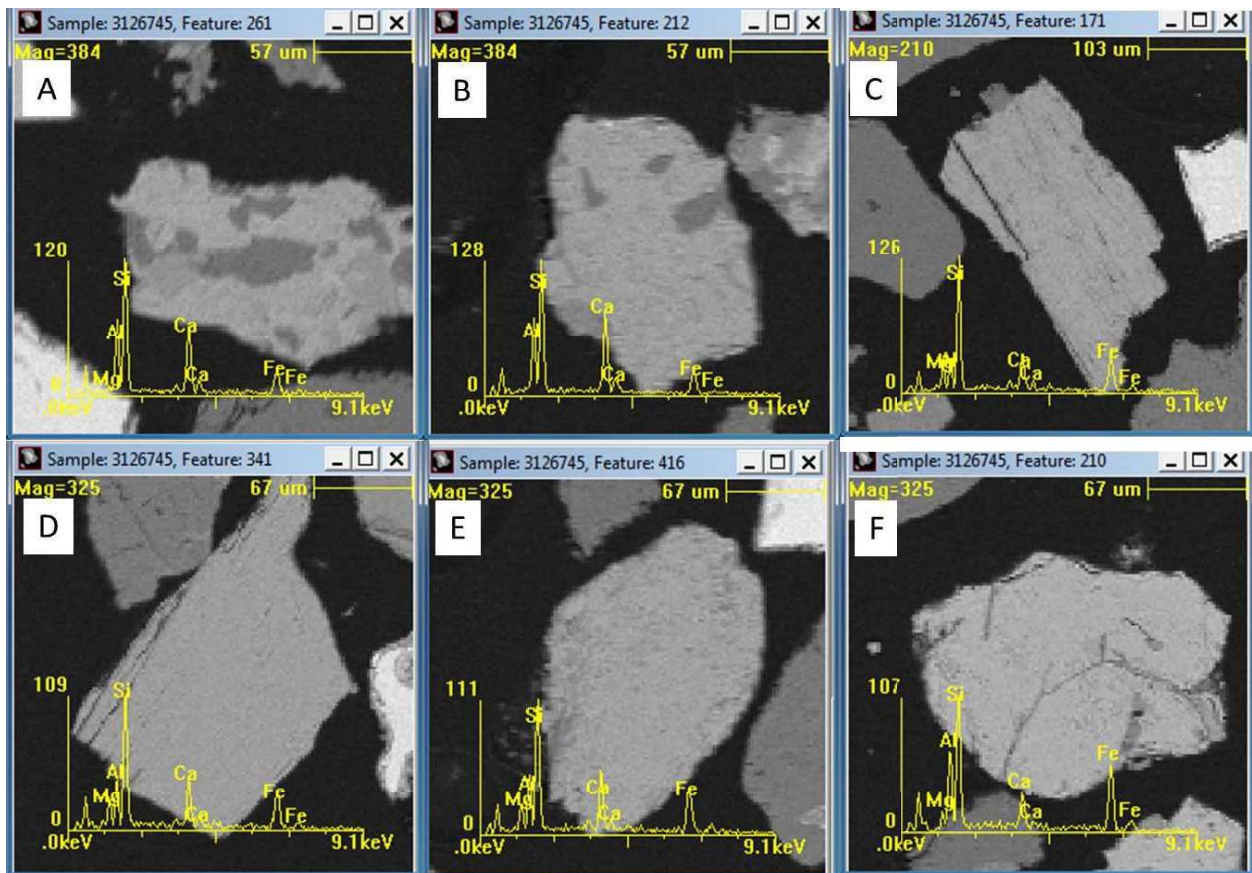 Sample: 3126745, Feature: 261
Mag=384
57 um
A
120
Si
Al
Mg
Ca
Ca
Fe
Fe
0
.0keV
9.1keV
Sample: 3126745, Feature: 212
Mag=384
57 um
B
128
Si
Al
Ca
Ca
Fe
Fe
0
.0keV
9.1keV
Sample: 3126745, Feature: 171
Mag=210
103 um
C
126
Si
Mg
Al
Ca
Ca
Fe
Fe
0
.0keV
9.1keV
Sample: 3126745, Feature: 341
Mag=325
67 um
D
109
Si
Al
Mg
Ca
Ca
Fe
Fe
0
.0keV
9.1keV
Sample: 3126745, Feature: 416
Mag=325
67 um
E
111
Si
Al
Mg
Ca
Ca
Fe
0
.0keV
9.1keV
Sample: 3126745, Feature: 210
Mag=325
67 um
F
107
Si
Al
Mg
Ca
Ca
Fe
Fe
0
.0keV
9.1keV